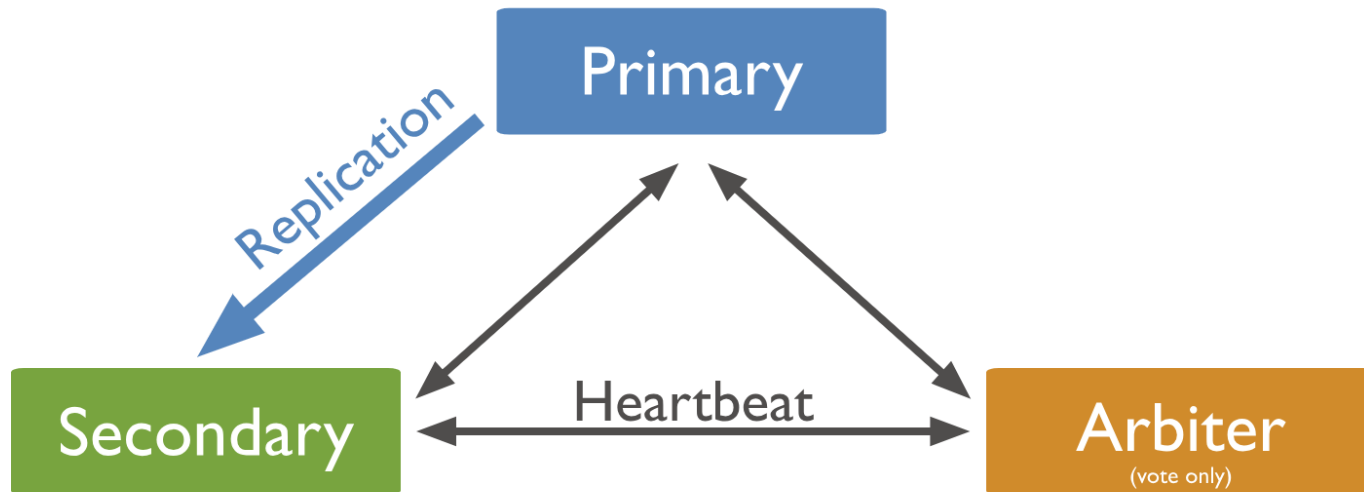 Primary
Replication
Heartbeat
Secondary
Arbiter
(vote only)